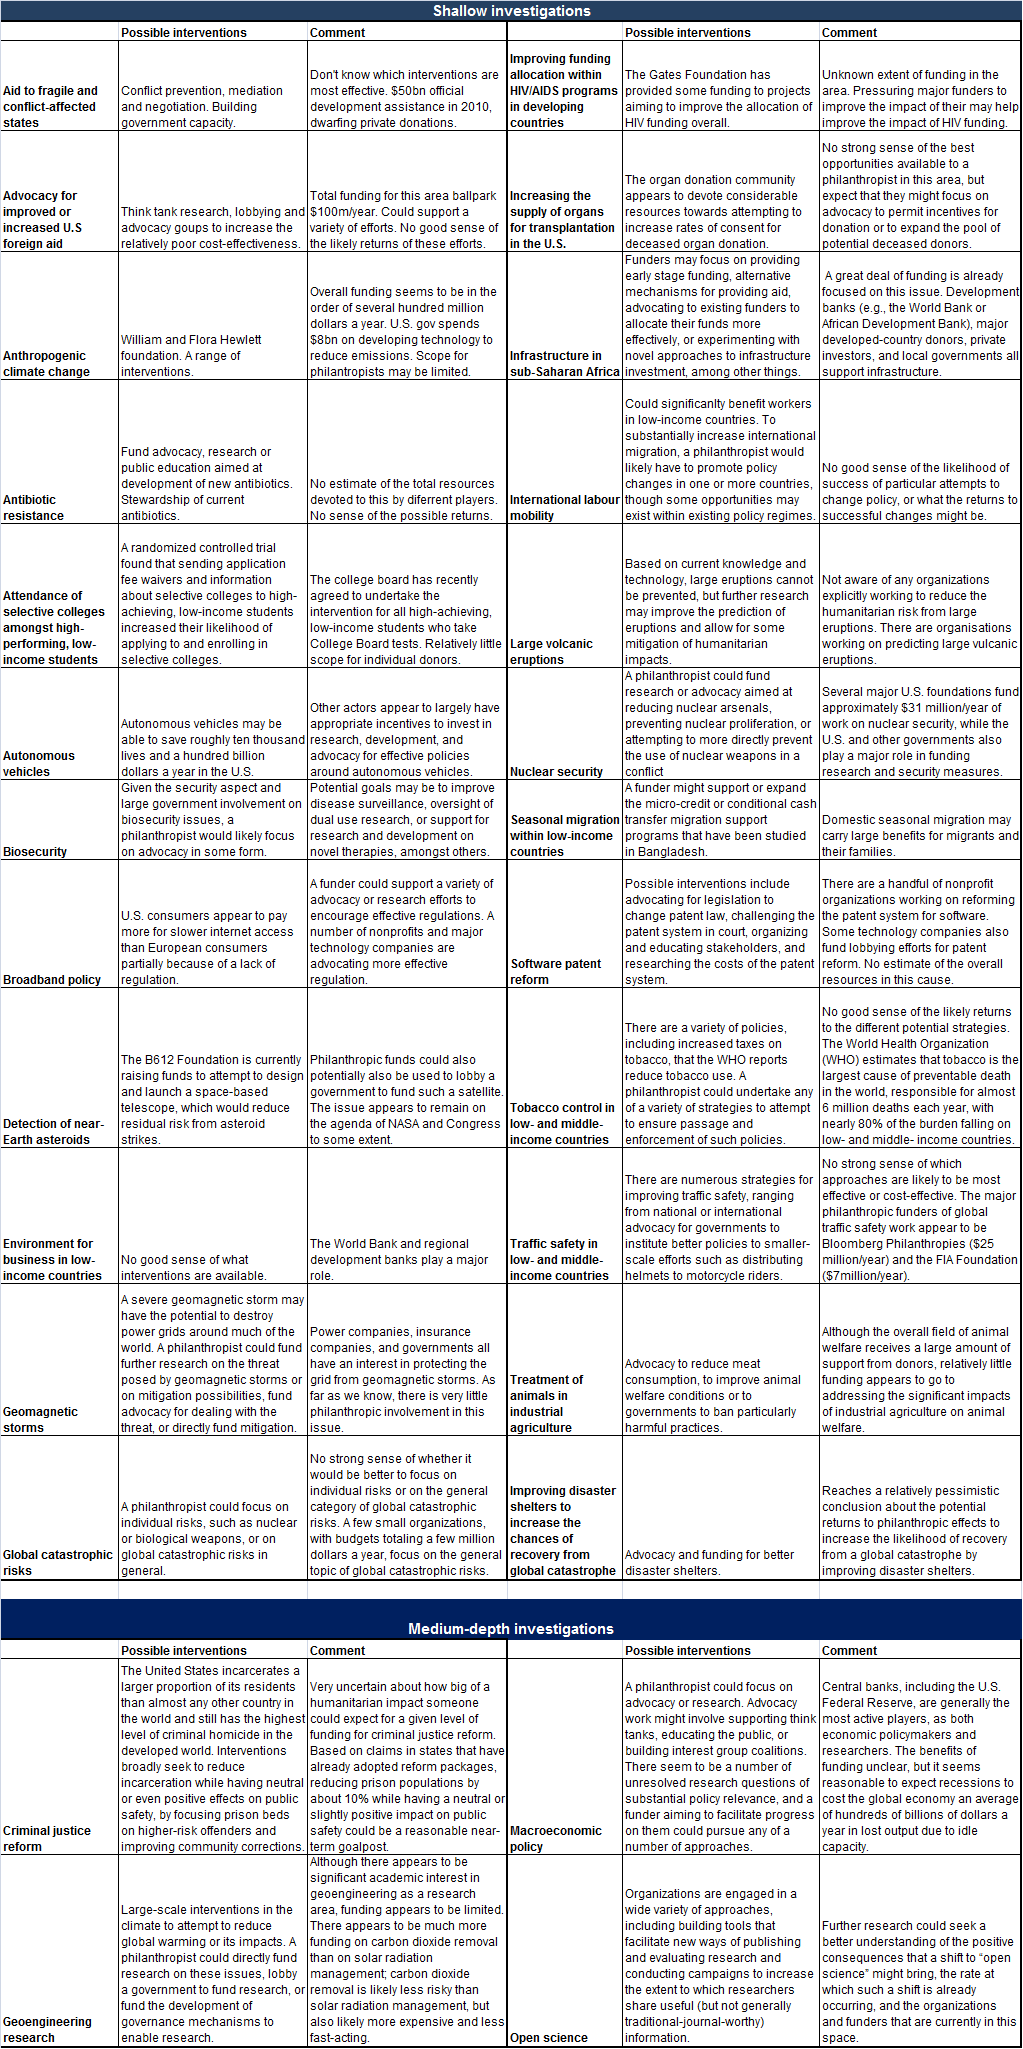 Shallow investigations
Possible interventions
Comment
Possible interventions
Comment
Aid to fragile and
conflict-affected
states
Conflict prevention, mediation
and negotiation. Building
government capacity.
Don't know which interventions are
most effective. $50bn official
development assistance in 2010,
dwarfing private donations.
Improving funding
allocation within
HIV/AIDS programs
in developing
countries
The Gates Foundation has
provided some funding to projects
aiming to improve the allocation of
HIV funding overall.
Unknown extent of funding in the
area. Pressuring major funders to
improve the impact of their may help
improve the impact of HIV funding.
Advocacy for
improved or
increased U.S
foreign aid
Think tank research, lobbying and
advocacy goups to increase the
relatively poor cost-effectiveness.
Total funding for this area ballpark
$100m/year. Could support a
variety of efforts. No good sense of
the likely returns of these efforts.
Increasing the
supply of organs
for transplantation
in the U.S.
The organ donation community
appears to devote considerable
resources towards attempting to
increase rates of consent for
deceased organ donation.
No strong sense of the best
opportunities available to a
philanthropist in this area, but
expect that they might focus on
advocacy to permit incentives for
donation or to expand the pool of
potential deceased donors.
Anthropogenic
climate change
William and Flora Hewlett
foundation. A range of
interventions.
Overall funding seems to be in the
order of several hundred million
dollars a year. U.S. gov spends
$8bn on developing technology to
reduce emissions. Scope for
philantropists may be limited.
Infrastructure in
sub-Saharan Africa
Funders may focus on providing
early stage funding, alternative
mechanisms for providing aid,
advocating to existing funders to
allocate their funds more
effectively, or experimenting with
novel approaches to infrastructure
investment, among other things.
A great deal of funding is already
focused on this issue. Development
banks (e.g., the World Bank or
African Development Bank), major
developed-country donors, private
investors, and local governments all
support infrastructure.
Antibiotic
resistance
Fund advocacy, research or
public education aimed at
development of new antibiotics.
Stewardship of current
antibiotics.
No estimate of the total resources
devoted to this by diferrent players.
No sense of the possible returns.
International labour
mobility
Could significanlty benefit workers
in low-income countries. To
substantially increase international
migration, a philanthropist would
likely have to promote policy
changes in one or more countries,
though some opportunities may
exist within existing policy regimes.
No good sense of the likelihood of
success of particular attempts to
change policy, or what the returns to
successful changes might be.
Attendance of
selective colleges
amongst high-
performing, low-
income students
A randomized controlled trial
found that sending application
fee waivers and information
about selective colleges to high-
achieving, low-income students
increased their likelihood of
applying to and enrolling in
selective colleges.
The college board has recently
agreed to undertake the
intervention for all high-achieving,
low-income students who take
College Board tests. Relatively little
scope for individual donors.
Large volcanic
eruptions
Based on current knowledge and
technology, large eruptions cannot
be prevented, but further research
may improve the prediction of
eruptions and allow for some
mitigation of humanitarian
impacts.
Not aware of any organizations
explicitly working to reduce the
humanitarian risk from large
eruptions. There are organisations
working on predicting large vulcanic
eruptions.
Autonomous
vehicles
Autonomous vehicles may be
able to save roughly ten thousand
lives and a hundred billion
dollars a year in the U.S.
Other actors appear to largely have
appropriate incentives to invest in
research, development, and
advocacy for effective policies
around autonomous vehicles.
Nuclear security
A philanthropist could fund
research or advocacy aimed at
reducing nuclear arsenals,
preventing nuclear proliferation, or
attempting to more directly prevent
the use of nuclear weapons in a
conflict
Several major U.S. foundations fund
approximately $31 million/year of
work on nuclear security, while the
U.S. and other governments also
play a major role in funding
research and security measures.
Biosecurity
Given the security aspect and
large government involvement on
biosecurity issues, a
philanthropist would likely focus
on advocacy in some form.
Potential goals may be to improve
disease surveillance, oversight of
dual use research, or support for
research and development on
novel therapies, amongst others.
Seasonal migration
within low-income
countries
A funder might support or expand
the micro-credit or conditional cash
transfer migration support
programs that have been studied
in Bangladesh.
Domestic seasonal migration may
carry large benefits for migrants and
their families.
Broadband policy
U.S. consumers appear to pay
more for slower internet access
than European consumers
partially because of a lack of
regulation.
A funder could support a variety of
advocacy or research efforts to
encourage effective regulations. A
number of nonprofits and major
technology companies are
advocating more effective
regulation.
Software patent
reform
Possible interventions include
advocating for legislation to
change patent law, challenging the
patent system in court, organizing
and educating stakeholders, and
researching the costs of the patent
system.
There are a handful of nonprofit
organizations working on reforming
the patent system for software.
Some technology companies also
fund lobbying efforts for patent
reform. No estimate of the overall
resources in this cause.
Detection of near-
Earth asteroids
The B612 Foundation is currently
raising funds to attempt to design
and launch a space-based
telescope, which would reduce
residual risk from asteroid
strikes.
Philanthropic funds could also
potentially also be used to lobby a
government to fund such a satellite.
The issue appears to remain on
the agenda of NASA and Congress
to some extent.
Tobacco control in
low- and middle-
income countries
There are a variety of policies,
including increased taxes on
tobacco, that the WHO reports
reduce tobacco use. A
philanthropist could undertake any
of a variety of strategies to attempt
to ensure passage and
enforcement of such policies.
No good sense of the likely returns
to the different potential strategies.
The World Health Organization
(WHO) estimates that tobacco is the
largest cause of preventable death
in the world, responsible for almost
6 million deaths each year, with
nearly 80% of the burden falling on
low- and middle- income countries.
Environment for
business in low-
income countries
No good sense of what
interventions are available.
The World Bank and regional
development banks play a major
role.
Traffic safety in
low- and middle-
income countries
There are numerous strategies for
improving traffic safety, ranging
from national or international
advocacy for governments to
institute better policies to smaller-
scale efforts such as distributing
helmets to motorcycle riders.
No strong sense of which
approaches are likely to be most
effective or cost-effective. The major
philanthropic funders of global
traffic safety work appear to be
Bloomberg Philanthropies ($25
million/year) and the FIA Foundation
($7million/year).
Geomagnetic
storms
A severe geomagnetic storm may
have the potential to destroy
power grids around much of the
world. A philanthropist could fund
further research on the threat
posed by geomagnetic storms or
on mitigation possibilities, fund
advocacy for dealing with the
threat, or directly fund mitigation.
Power companies, insurance
companies, and governments all
have an interest in protecting the
grid from geomagnetic storms. As
far as we know, there is very little
philanthropic involvement in this
issue.
Treatment of
animals in
industrial
agriculture
Advocacy to reduce meat
consumption, to improve animal
welfare conditions or to
governments to ban particularly
harmful practices.
Although the overall field of animal
welfare receives a large amount of
support from donors, relatively little
funding appears to go to
addressing the significant impacts
of industrial agriculture on animal
welfare.
Global catastrophic
risks
A philanthropist could focus on
individual risks, such as nuclear
or biological weapons, or on
global catastrophic risks in
general.
No strong sense of whether it
would be better to focus on
individual risks or on the general
category of global catastrophic
risks. A few small organizations,
with budgets totaling a few million
dollars a year, focus on the general
topic of global catastrophic risks.
Improving disaster
shelters to
increase the
chances of
recovery from
global catastrophe
Advocacy and funding for better
disaster shelters.
Reaches a relatively pessimistic
conclusion about the potential
returns to philanthropic effects to
increase the likelihood of recovery
from a global catastrophe by
improving disaster shelters.
Medium-depth investigations
Possible interventions
Comment
Possible interventions
Comment
Criminal justice
reform
The United States incarcerates a
larger proportion of its residents
than almost any other country in
the world and still has the highest
level of criminal homicide in the
developed world. Interventions
broadly seek to reduce
incarceration while having neutral
or even positive effects on public
safety, by focusing prison beds
on higher-risk offenders and
improving community corrections.
Very uncertain about how big of a
humanitarian impact someone
could expect for a given level of
funding for criminal justice reform.
Based on claims in states that have
already adopted reform packages,
reducing prison populations by
about 10% while having a neutral or
slightly positive impact on public
safety could be a reasonable near-
term goalpost.
Macroeconomic
policy
A philanthropist could focus on
advocacy or research. Advocacy
work might involve supporting think
tanks, educating the public, or
building interest group coalitions.
There seem to be a number of
unresolved research questions of
substantial policy relevance, and a
funder aiming to facilitate progress
on them could pursue any of a
number of approaches.
Central banks, including the U.S.
Federal Reserve, are generally the
most active players, as both
economic policymakers and
researchers. The benefits of
funding unclear, but it seems
reasonable to expect recessions to
cost the global economy an average
of hundreds of billions of dollars a
year in lost output due to idle
capacity.
Geoengineering
research
Large-scale interventions in the
climate to attempt to reduce
global warming or its impacts. A
philanthropist could directly fund
research on these issues, lobby
a government to fund research, or
fund the development of
governance mechanisms to
enable research.
Although there appears to be
significant academic interest in
geoengineering as a research
area, funding appears to be limited.
There appears to be much more
funding on carbon dioxide removal
than on solar radiation
management; carbon dioxide
removal is likely less risky than
solar radiation management, but
also likely more expensive and less
fast-acting.
Open science
Organizations are engaged in a
wide variety of approaches,
including building tools that
facilitate new ways of publishing
and evaluating research and
conducting campaigns to increase
the extent to which researchers
share useful (but not generally
traditional-journal-worthy)
information.
Further research could seek a
better understanding of the positive
consequences that a shift to “open
science” might bring, the rate at
which such a shift is already
occurring, and the organizations
and funders that are currently in this
space.